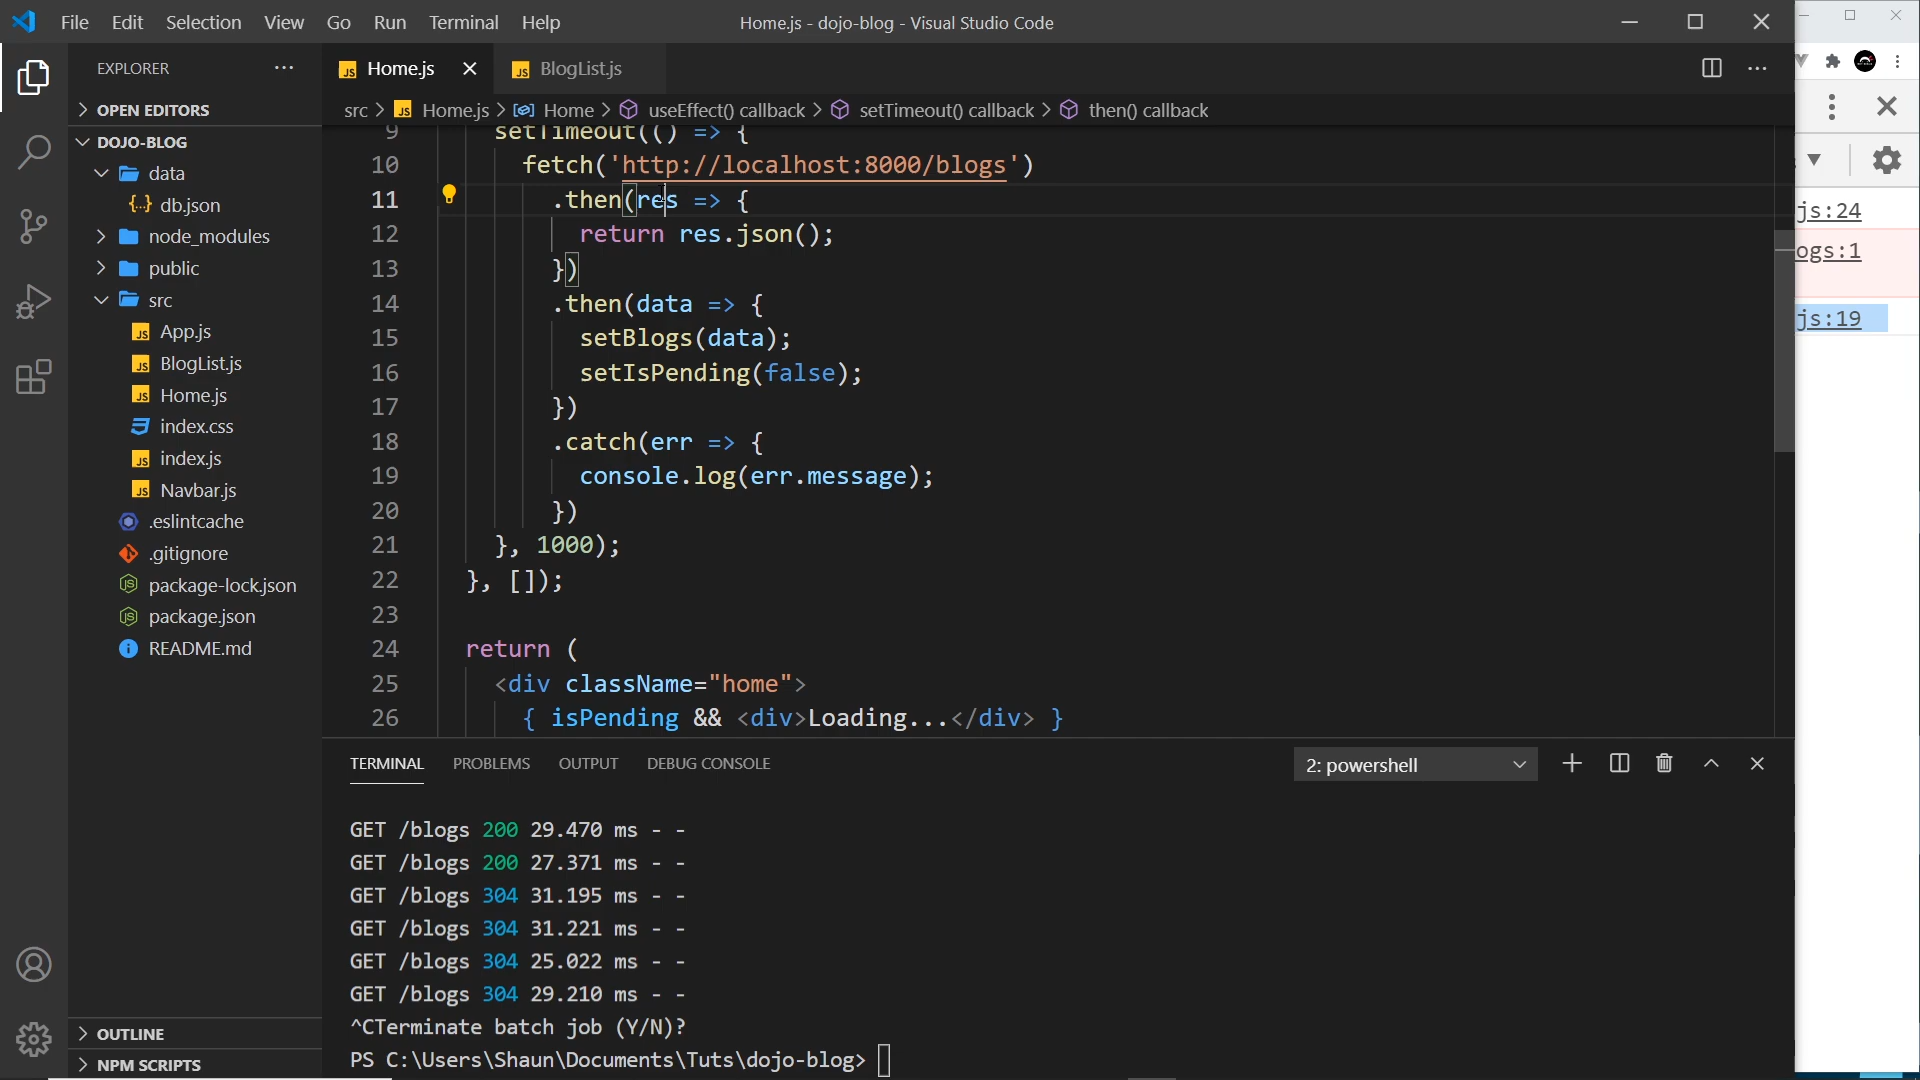 File Edit Selection View Go Run Terminal Help
Home.js - dojo-blog - Visual Studio Code
EXPLORER
OPEN EDITORS
DOJO-BLOG
data
db.json
node_modules
public
src
App.js
BlogList.js
Home.js
index.css
index.js
Navbar.js
.eslintcache
.gitignore
package-lock.json
package.json
README.md
OUTLINE
NPM SCRIPTS
Home.js
BlogList.js
src > Home.js > Home > useEffect() callback > setTimeout() callback > then() callback
9 setTimeout(() => {
10 fetch('http://localhost:8000/blogs')
11 .then(res => {
12 return res.json();
13 })
14 .then(data => {
15 setBlogs(data);
16 setIsPending(false);
17 })
18 .catch(err => {
19 console.log(err.message);
20 })
21 }, 1000);
22 }, []);
23
24 return (
25 <div className="home">
26 { isPending && <div>Loading...</div> }
TERMINAL PROBLEMS OUTPUT DEBUG CONSOLE
2: powershell
GET /blogs 200 29.470 ms - -
GET /blogs 200 27.371 ms - -
GET /blogs 304 31.195 ms - -
GET /blogs 304 31.221 ms - -
GET /blogs 304 25.022 ms - -
GET /blogs 304 29.210 ms - -
^CTerminate batch job (Y/N)?
PS C:\Users\Shaun\Documents\Tuts\dojo-blog>
js:24
ogs:1
js:19